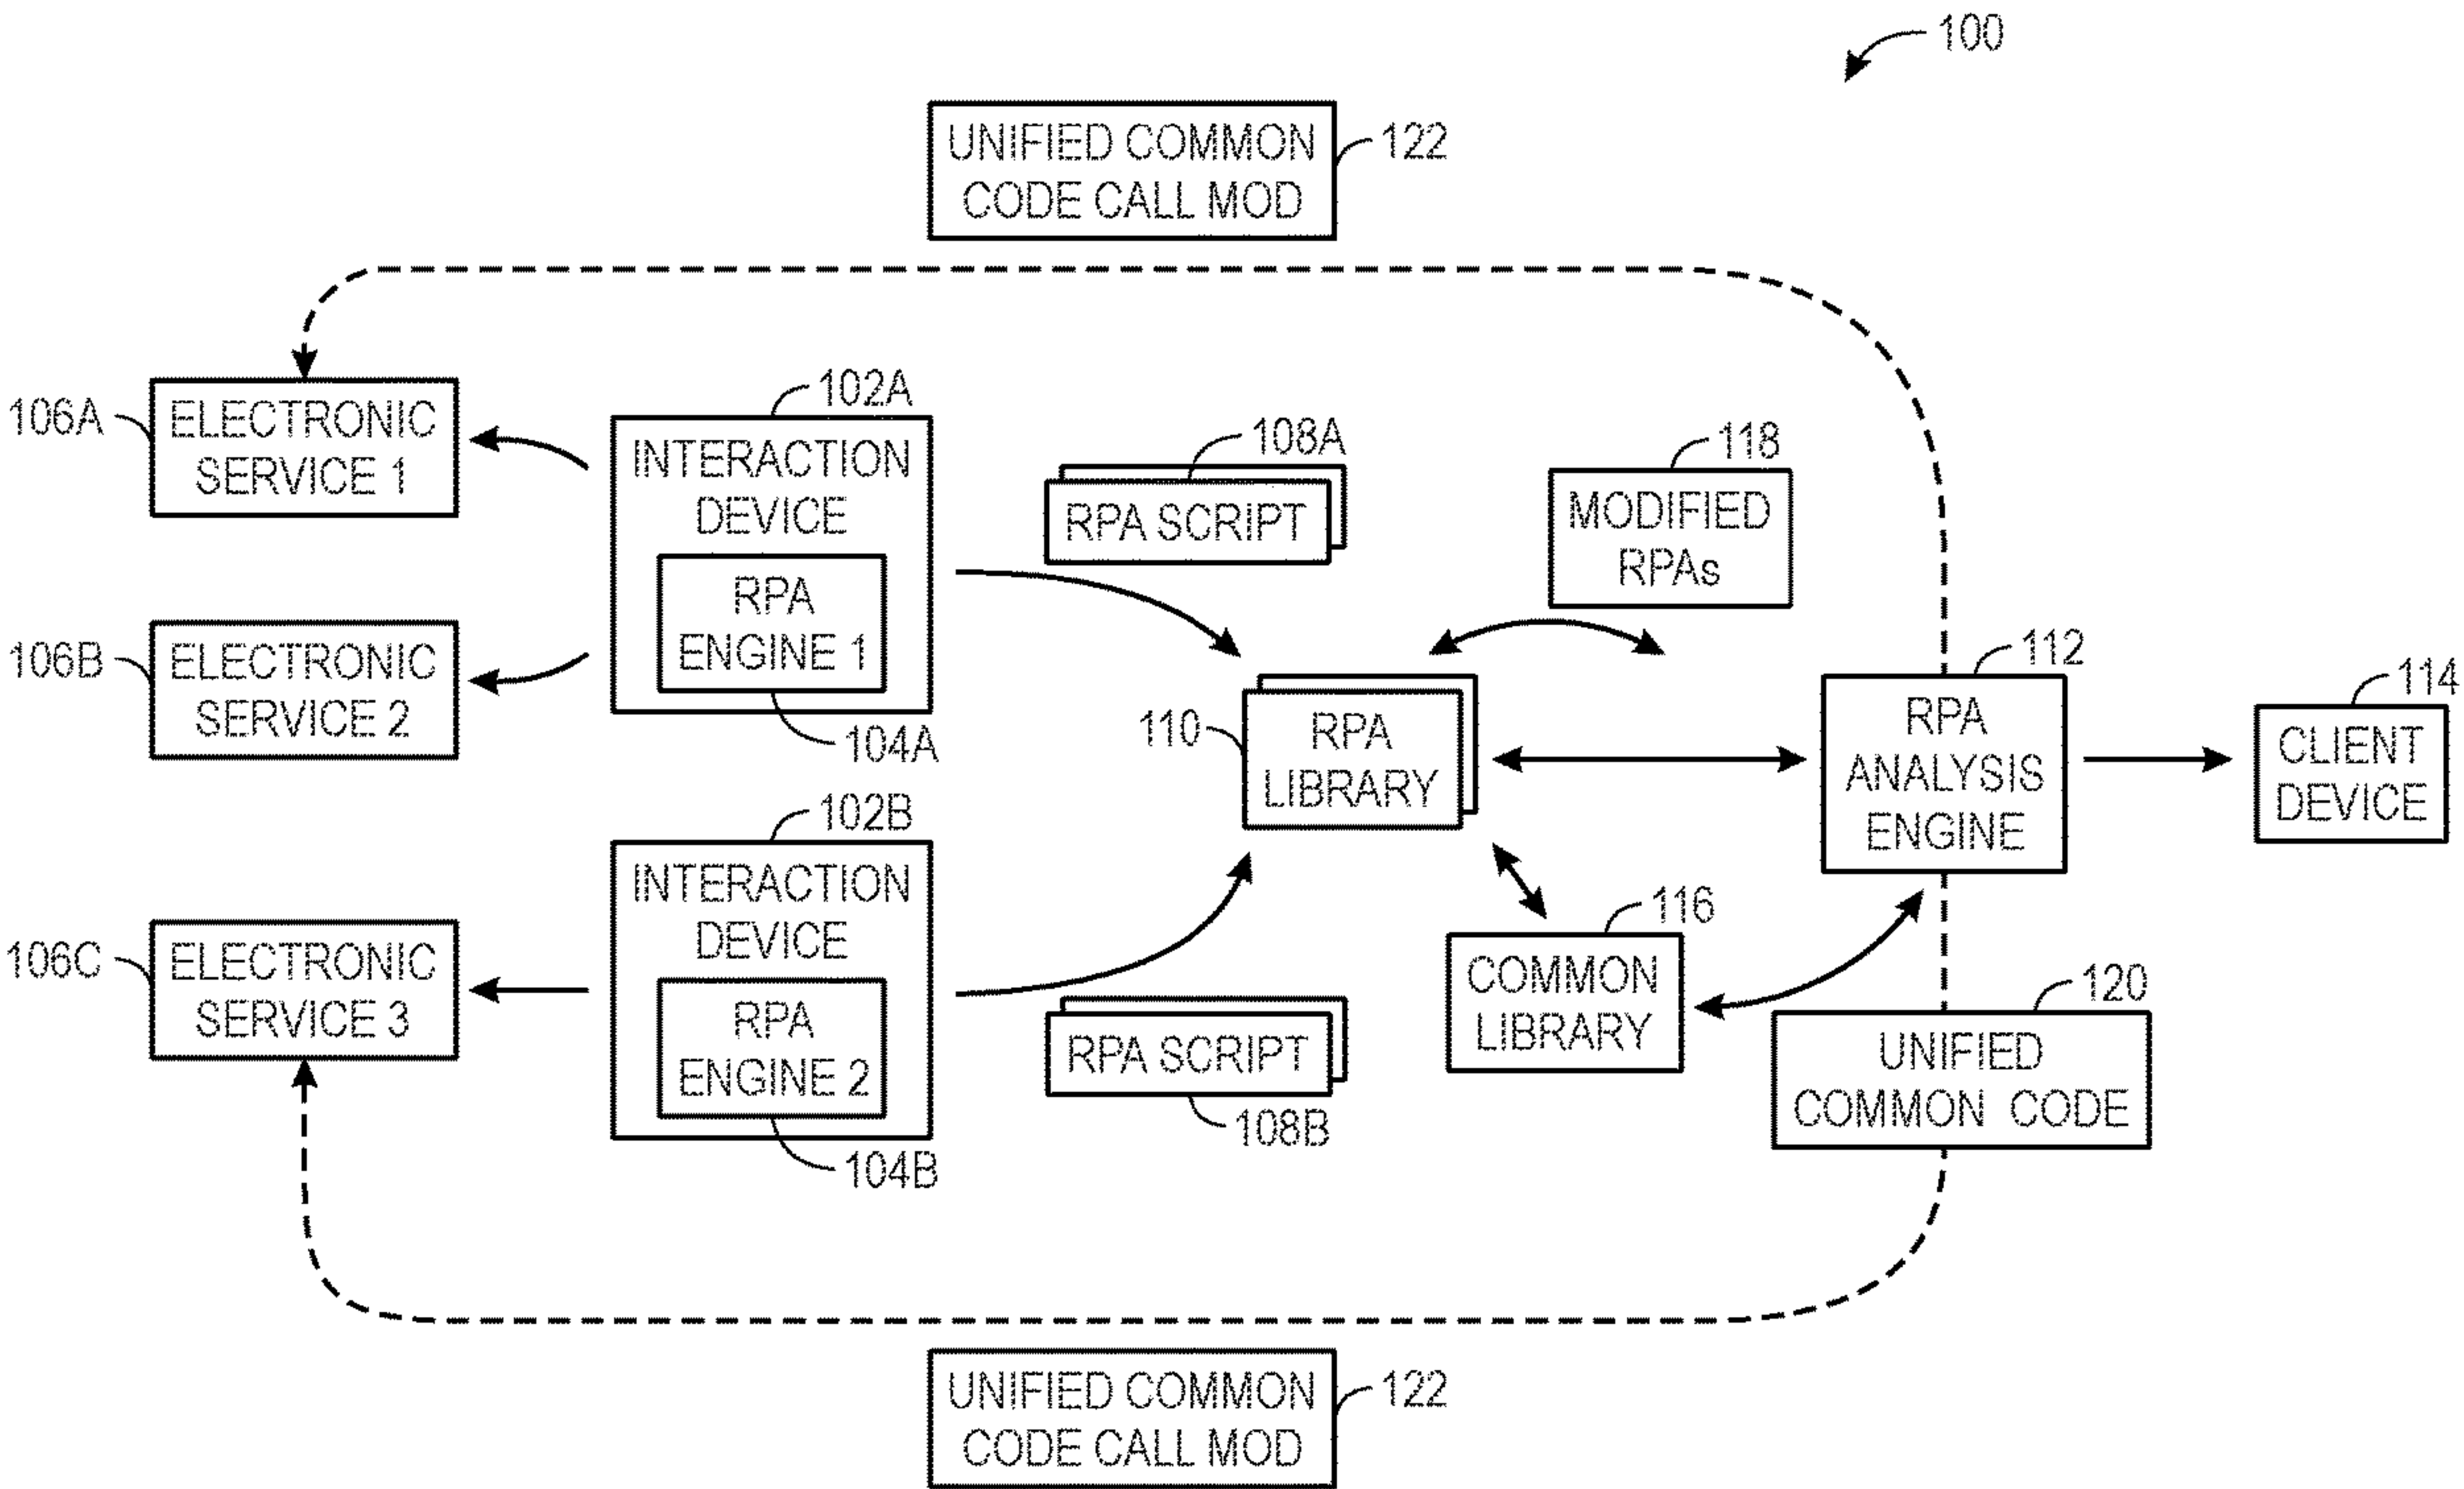 100
UNIFIED COMMON
CODE CALL MOD
122
106A
ELECTRONIC
SERVICE 1
102A
INTERACTION
DEVICE
RPA
ENGINE 1
104A
108A
RPA SCRIPT
118
MODIFIED
RPAs
106B
ELECTRONIC
SERVICE 2
110
RPA
LIBRARY
112
RPA
ANALYSIS
ENGINE
114
CLIENT
DEVICE
102B
INTERACTION
DEVICE
RPA
ENGINE 2
104B
106C
ELECTRONIC
SERVICE 3
RPA SCRIPT
108B
116
COMMON
LIBRARY
120
UNIFIED
COMMON CODE
UNIFIED COMMON
CODE CALL MOD
122